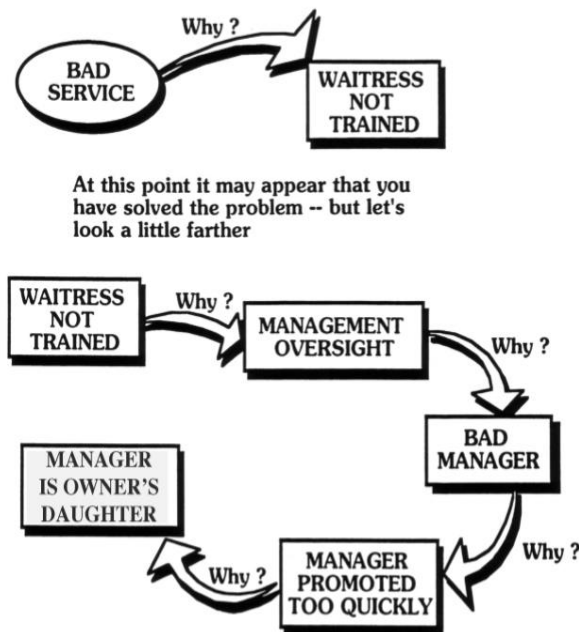 Why ?
BAD
SERVICE
WAITRESS
NOT
TRAINED
At this point it may appear that you
have solved the problem -- but let's
look a little farther
WAITRESS
NOT
TRAINED
Why ?
MANAGEMENT
OVERSIGHT
Why ?
BAD
MANAGER
Why ?
MANAGER
PROMOTED
TOO QUICKLY
Why ?
MANAGER
IS OWNER'S
DAUGHTER